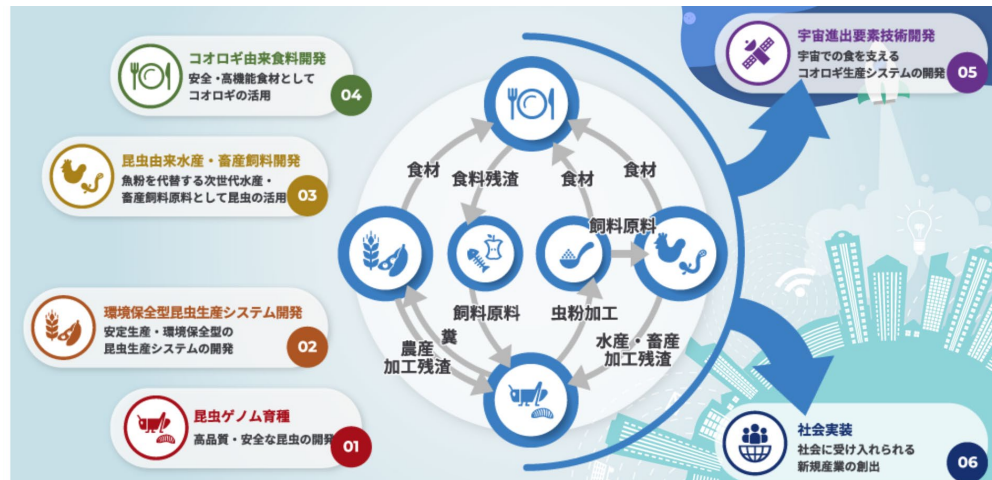 コオロギ由来食料開発
安全・高機能食材として
コオロギの活用
04
昆虫由来水産・畜産飼料開発
魚粉を代替する次世代水産・
畜産飼料原料として昆虫の活用
03
環境保全型昆虫生産システム開発
安定生産・環境保全型の
昆虫生産システムの開発
02
昆虫ゲノム育種
高品質・安全な昆虫の開発
01
食材
食料残渣
食材
食材
飼料原料
飼料原料
虫粉加工
糞
農産
加工残渣
水産・畜産
加工残渣
宇宙進出要素技術開発
宇宙での食を支える
コオロギ生産システムの開発
05
社会実装
社会に受け入れられる
新規産業の創出
06